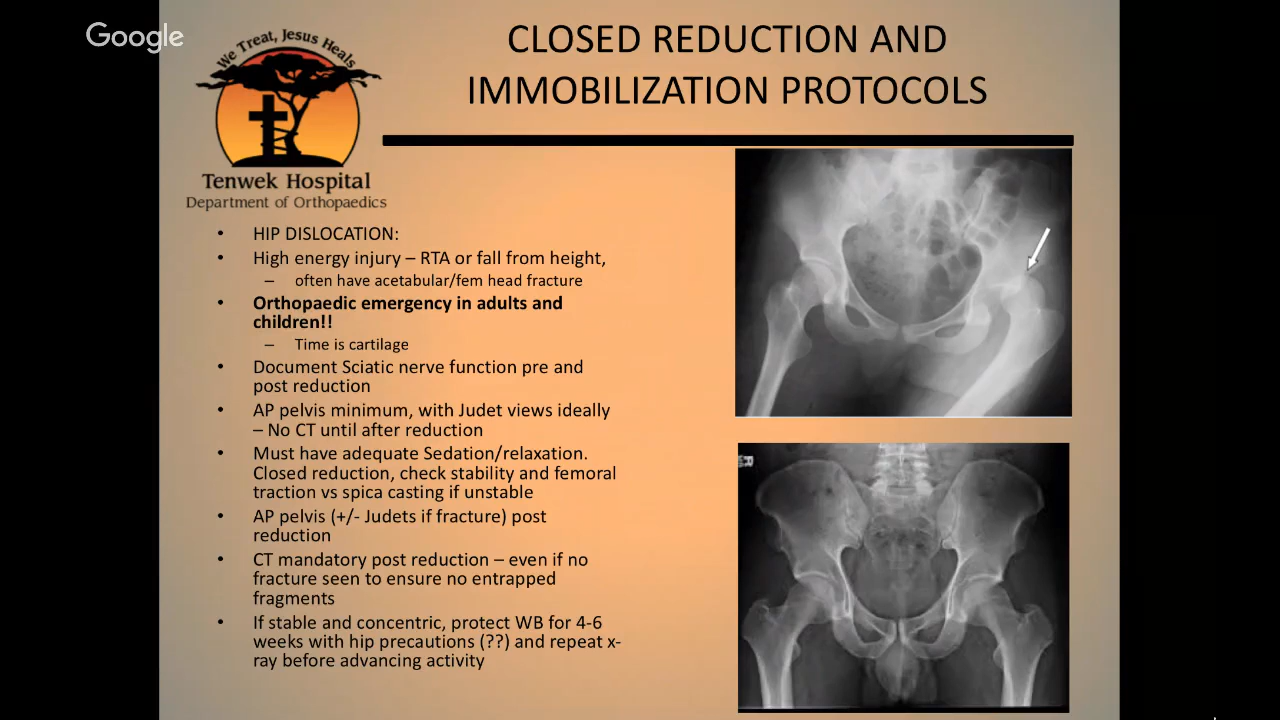 Google
We Treat, Jesus Heals
Tenwek Hospital
Department of Orthopaedics
CLOSED REDUCTION AND
IMMOBILIZATION PROTOCOLS
• HIP DISLOCATION:
• High energy injury – RTA or fall from height,
– often have acetabular/fem head fracture
• Orthopaedic emergency in adults and
children!!
– Time is cartilage
• Document Sciatic nerve function pre and
post reduction
• AP pelvis minimum, with Judet views ideally
– No CT until after reduction
• Must have adequate Sedation/relaxation.
Closed reduction, check stability and femoral
traction vs spica casting if unstable
• AP pelvis (+/- Judets if fracture) post
reduction
• CT mandatory post reduction – even if no
fracture seen to ensure no entrapped
fragments
• If stable and concentric, protect WB for 4-6
weeks with hip precautions (??) and repeat x-
ray before advancing activity